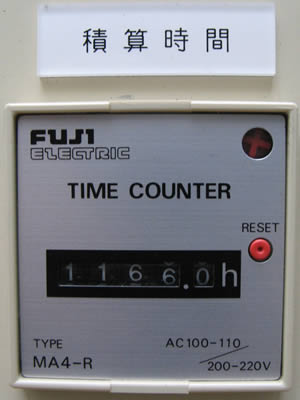 積算時間
FUJI
ELECTRIC
TIME COUNTER
RESET
1166.0h
TYPE
MA4-R
AC100-110
200-220V